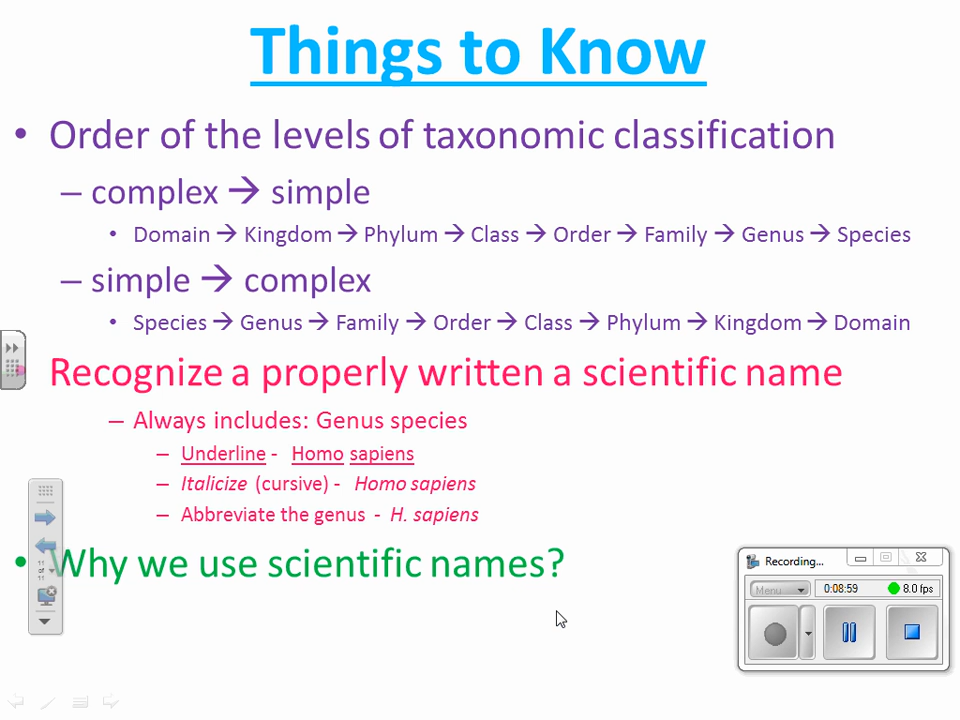 Things to Know
• Order of the levels of taxonomic classification
– complex → simple
• Domain → Kingdom → Phylum → Class → Order → Family → Genus → Species
– simple → complex
• Species → Genus → Family → Order → Class → Phylum → Kingdom → Domain
Recognize a properly written a scientific name
– Always includes: Genus species
– Underline - Homo sapiens
– Italicize (cursive) - Homo sapiens
– Abbreviate the genus - H. sapiens
• Why we use scientific names?
11
of
11
Recording...
Menu
0:08:59
8.0 fps